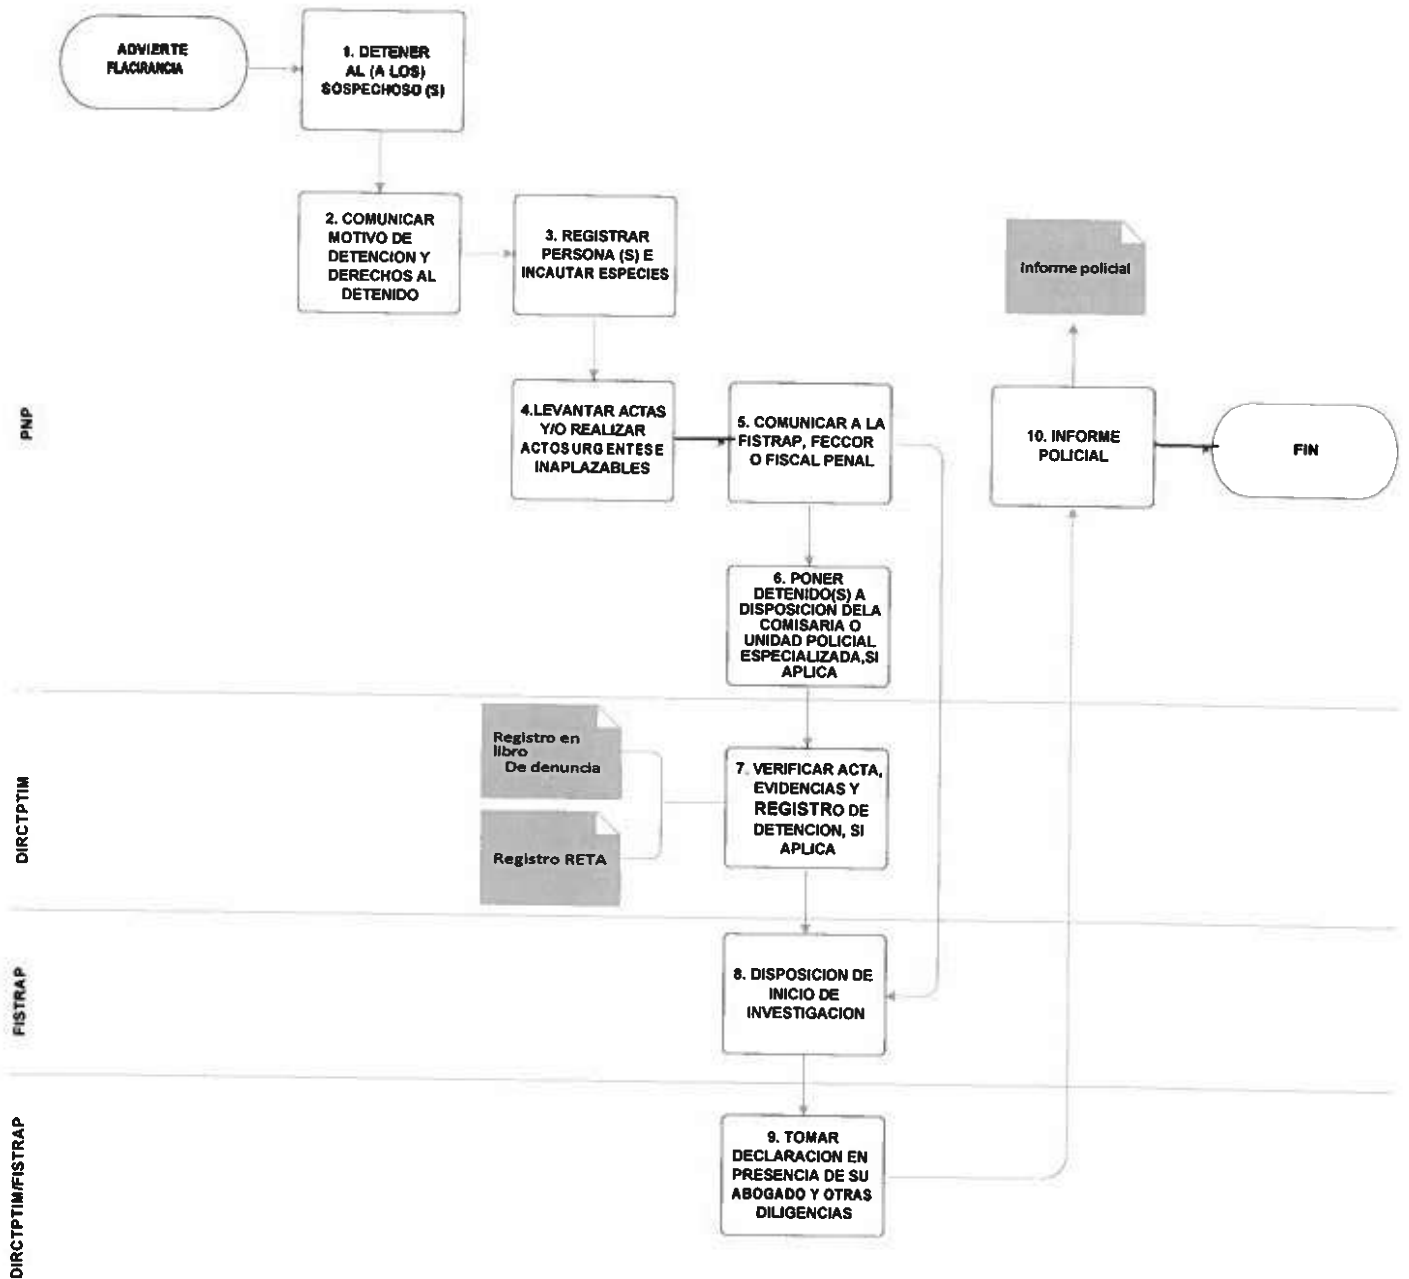 ADVIERTE
FLACIRANCIA
1. DETENER
AL (A LOS)
SOSPECHOSO (S)
2. COMUNICAR
MOTIVO DE
DETENCION Y
DERECHOS AL
DETENIDO
3. REGISTRAR
PERSONA (S) E
INCAUTAR ESPECIES
Informe policial
PNP
4.LEVANTAR ACTAS
Y/O REALIZAR
ACTOS URGENTES E
INAPLAZABLES
5. COMUNICAR A LA
FISTRAP, FECCOR
O FISCAL PENAL
10. INFORME
POLICIAL
FIN
6. PONER
DETENIDO(S) A
DISPOSICION DELA
COMISARIA O
UNIDAD POLICIAL
ESPECIALIZADA,SI
APLICA
DIRCTPTIM
Registro en
libro
De denuncia
Registro RETA
7. VERIFICAR ACTA,
EVIDENCIAS Y
REGISTRO DE
DETENCION, SI
APLICA
FISTRAP
8. DISPOSICION DE
INICIO DE
INVESTIGACION
DIRCTPTIM/FISTRAP
9. TOMAR
DECLARACION EN
PRESENCIA DE SU
ABOGADO Y OTRAS
DILIGENCIAS